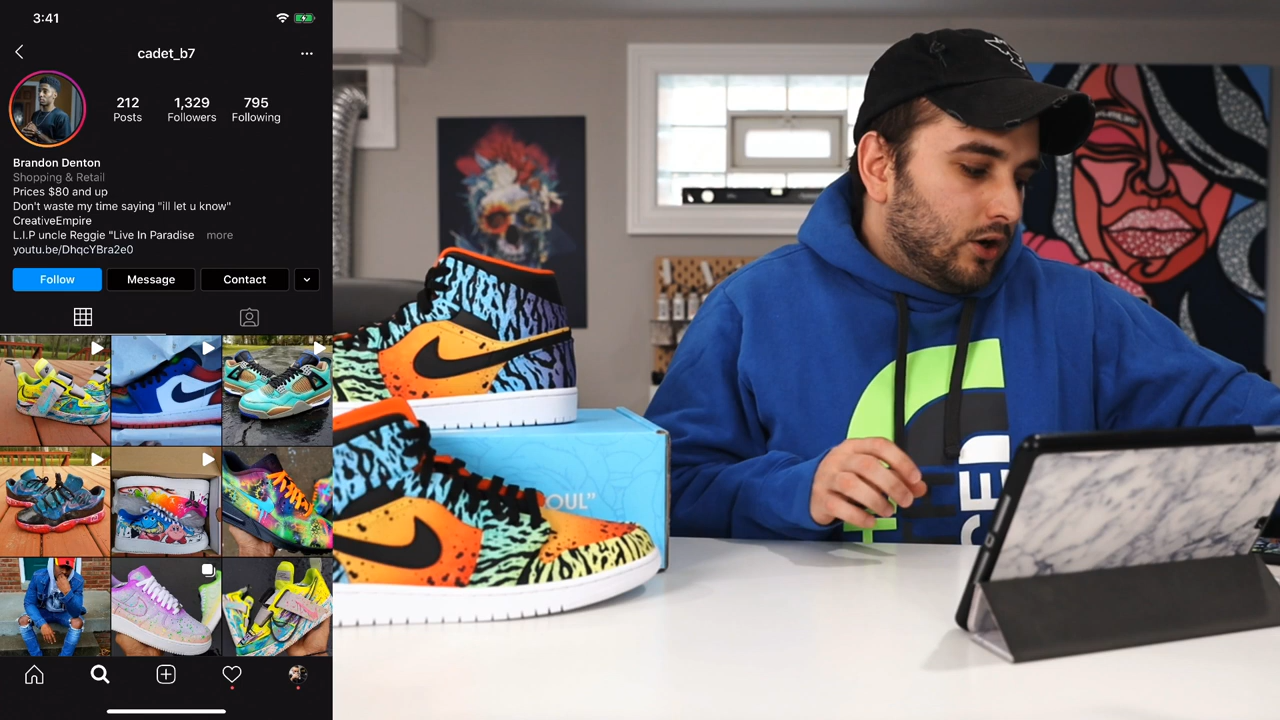 3:41
cadet_b7
212
Posts
1,329
Followers
795
Following
Brandon Denton
Shopping & Retail
Prices $80 and up
Don't waste my time saying "ill let u know"
CreativeEmpire
L.I.P uncle Reggie "Live In Paradise more
youtu.be/DhqcYBra2e0
Follow
Message
Contact
OUL"